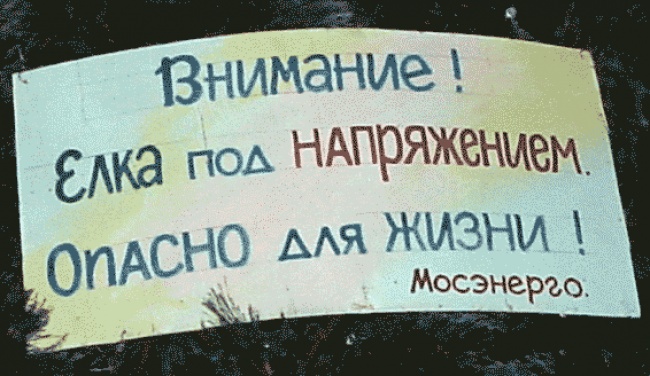 Внимание!
Елка под НАПРЯЖЕНИЕМ.
Опасно для жизни!
Мосэнерго.